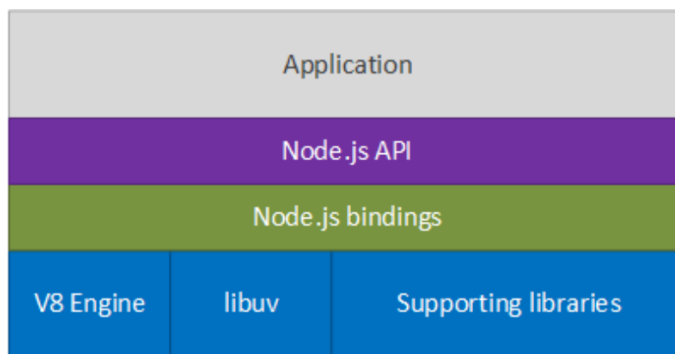 Application
Node.js API
Node.js bindings
V8 Engine libuv Supporting libraries